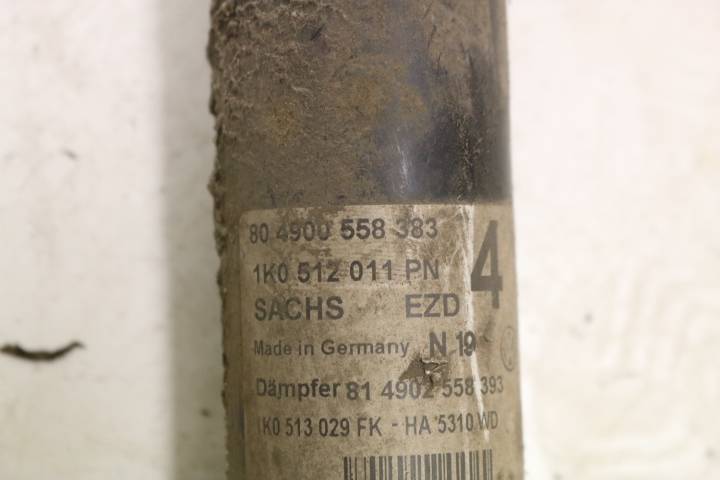 80 4900 558 383
1K0 512 011 PN 4
SACHS EZD
Made in Germany N 19
Dämpfer 81 4902 558 393
1K0 513 029 FK - HA 5310 WD